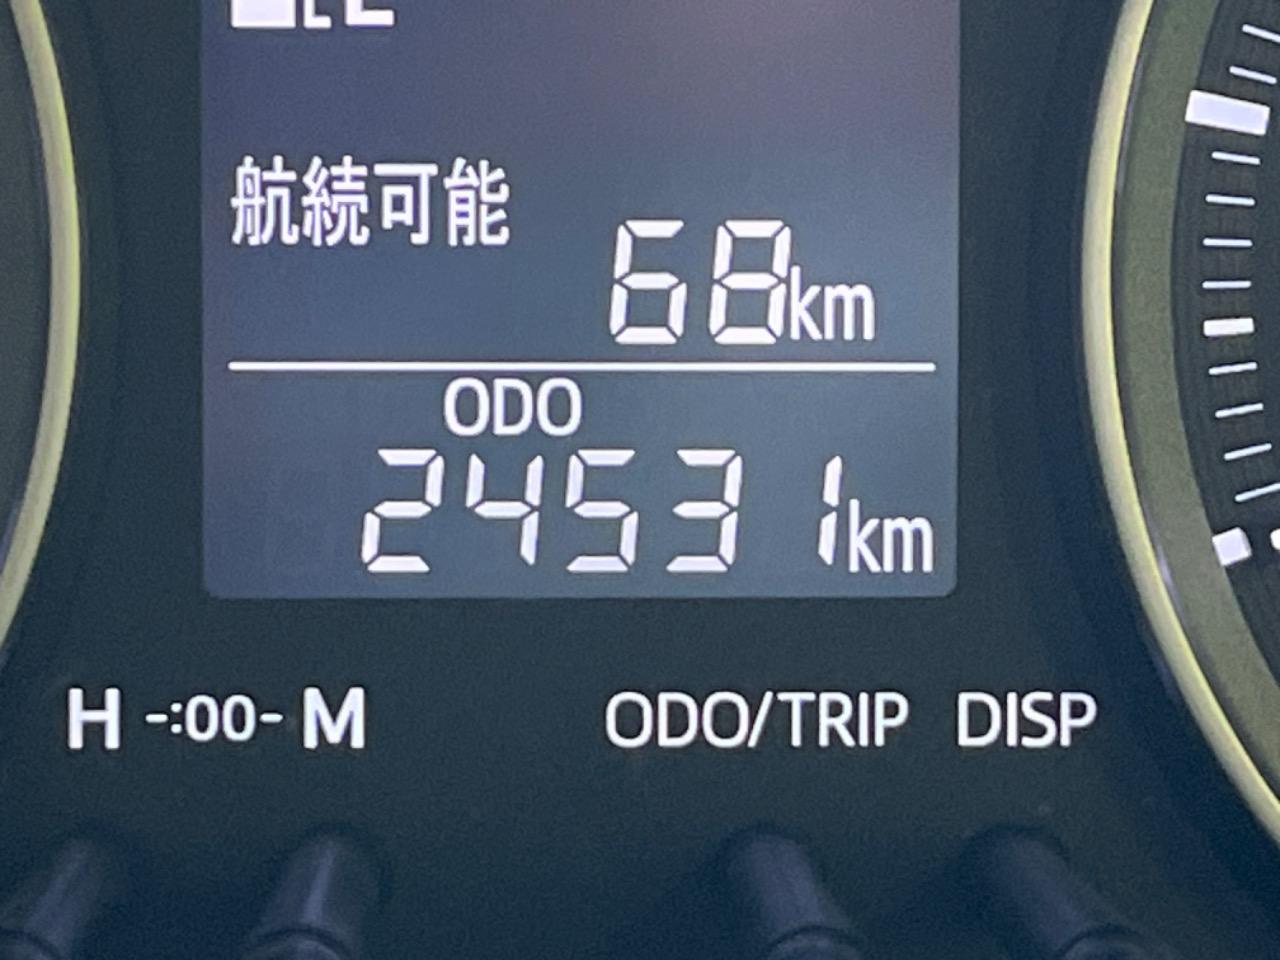 E
航続可能
68km
ODO
24531km
H -:00- M ODO/TRIP DISP